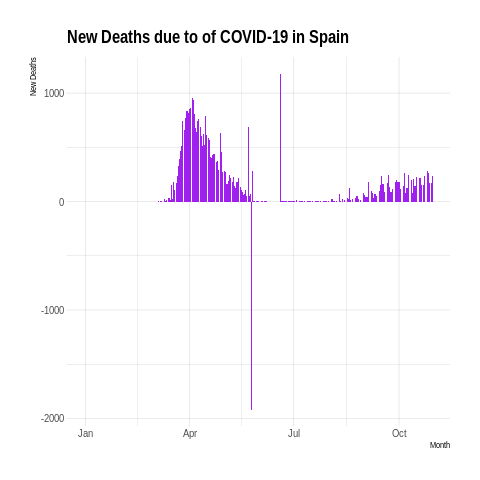 New Deaths due to of COVID-19 in Spain
New Deaths
1000
0
-1000
-2000
Jan
Apr
Jul
Oct
Month